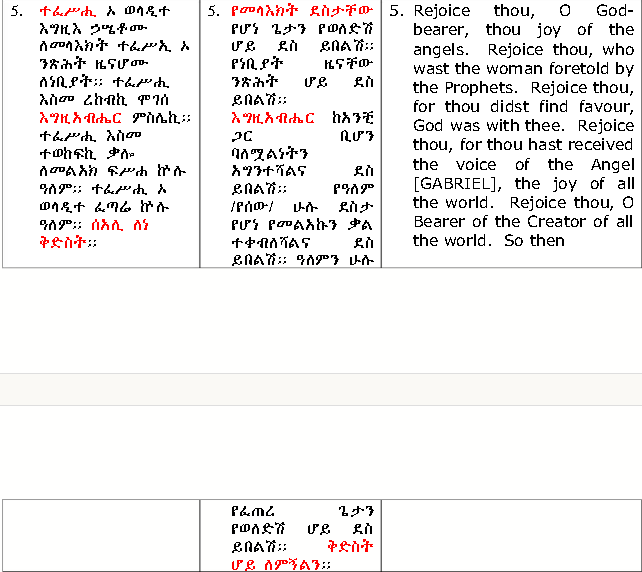 5. ተፈሥሒ ኦ ወላዲተ
እግዚእ ኃሤቶሙ
ለመላእክት ተፈሥሒ ኦ
ንጽሕት ዜናሆሙ
ለነቢያት። ተፈሥሒ
እስመ ረከብኪ ሞገሰ
እግዚአብሔር ምስሌኪ።
ተፈሥሒ እስመ
ተወከፍኪ ቃሎ
ለመልአክ ፍሥሐ ኵሉ
ዓለም። ተፈሥሒ ኦ
ወላዲተ ፈጣሬ ኵሉ
ዓለም። ሰአሊ ለነ
ቅድስት።
5. የመላእክት ደስታቸው
የሆነ ጌታን የወለድሽ
ሆይ ደስ ይበልሽ።
የነቢያት ዜናቸው
ንጽሕት ሆይ ደስ
ይበልሽ።
እግዚአብሔር ከአንቺ
ጋር ቢሆን
ባለሟልነትን
አግንተሻልና ደስ
ይበልሽ። የዓለም
/የሰው/ ሁሉ ደስታ
የሆነ የመልአኩን ቃል
ተቀብለሻልና ደስ
ይበልሽ። ዓለምን ሁሉ
5. Rejoice thou, O God-
bearer, thou joy of the
angels. Rejoice thou, who
wast the woman foretold by
the Prophets. Rejoice thou,
for thou didst find favour,
God was with thee. Rejoice
thou, for thou hast received
the voice of the Angel
[GABRIEL], the joy of all
the world. Rejoice thou, O
Bearer of the Creator of all
the world. So then
የፈጠረ ጌታን
የወለድሽ ሆይ ደስ
ይበልሽ። ቅድስት
ሆይ ለምኝልን።